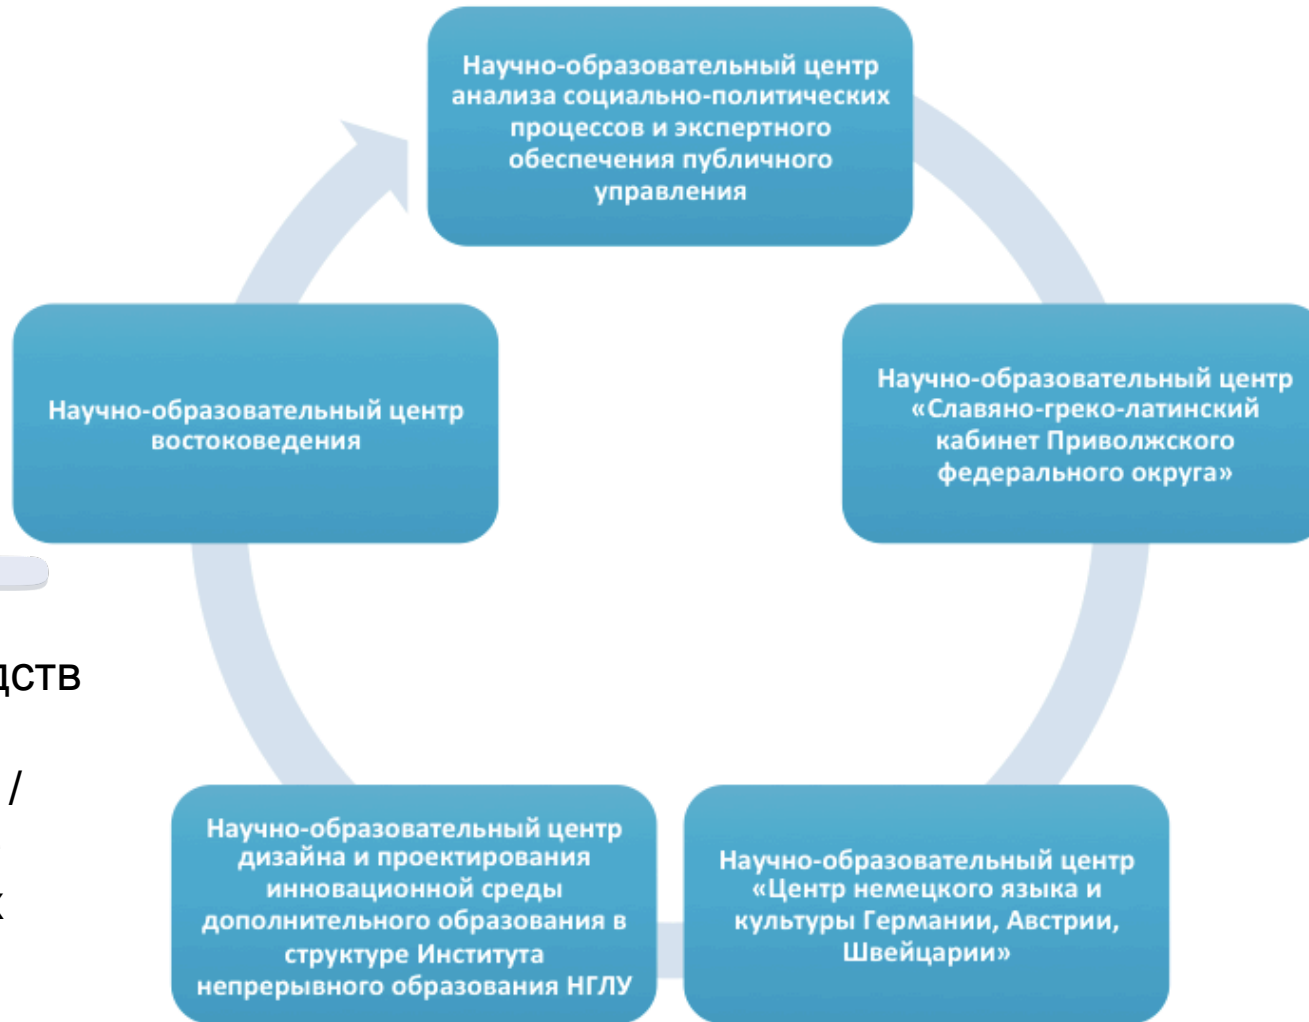 Научно-образовательный центр
анализа социально-политических
процессов и экспертного
обеспечения публичного
управления
Научно-образовательный центр
«Славяно-греко-латинский
кабинет Приволжского
федерального округа»
Научно-образовательный центр
«Центр немецкого языка и
культуры Германии, Австрии,
Швейцарии»
Научно-образовательный центр
дизайна и проектирования
инновационной среды
дополнительного образования в
структуре Института
непрерывного образования НГЛУ
Научно-образовательный центр
востоковедения
/